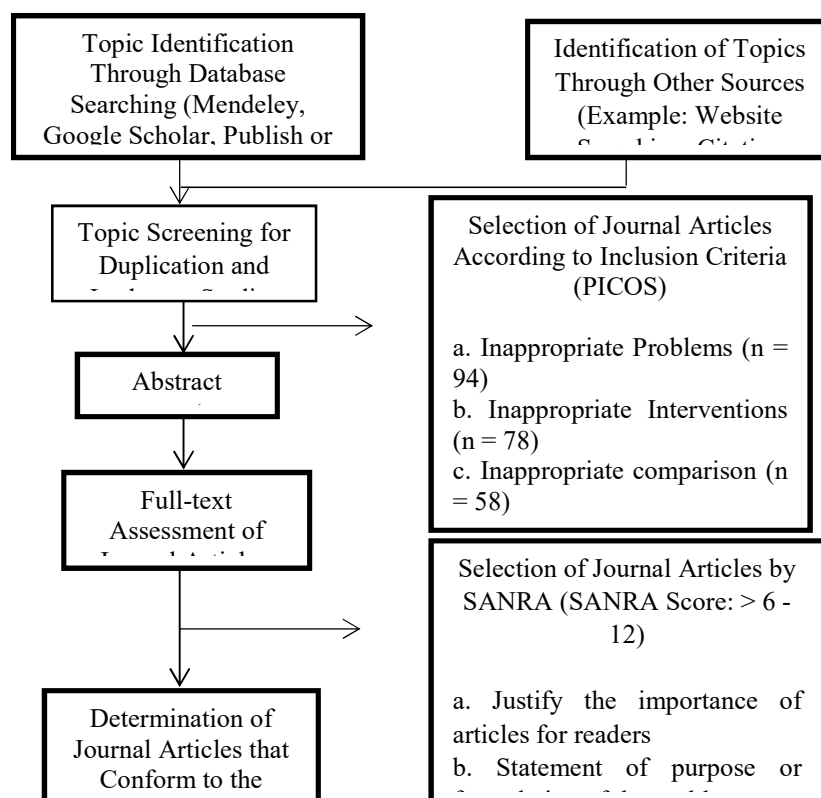 Topic Identification
Through Database
Searching (Mendeley,
Google Scholar, Publish or
Identification of Topics
Through Other Sources
(Example: Website
Topic Screening for
Duplication and
Selection of Journal Articles
According to Inclusion Criteria
(PICOS)
a. Inappropriate Problems (n =
94)
b. Inappropriate Interventions
(n = 78)
c. Inappropriate comparison (n
= 58)
Abstract
Full-text
Assessment of
Selection of Journal Articles by
SANRA (SANRA Score: > 6 -
12)
a. Justify the importance of
articles for readers
b. Statement of purpose or
Determination of
Journal Articles that
Conform to the